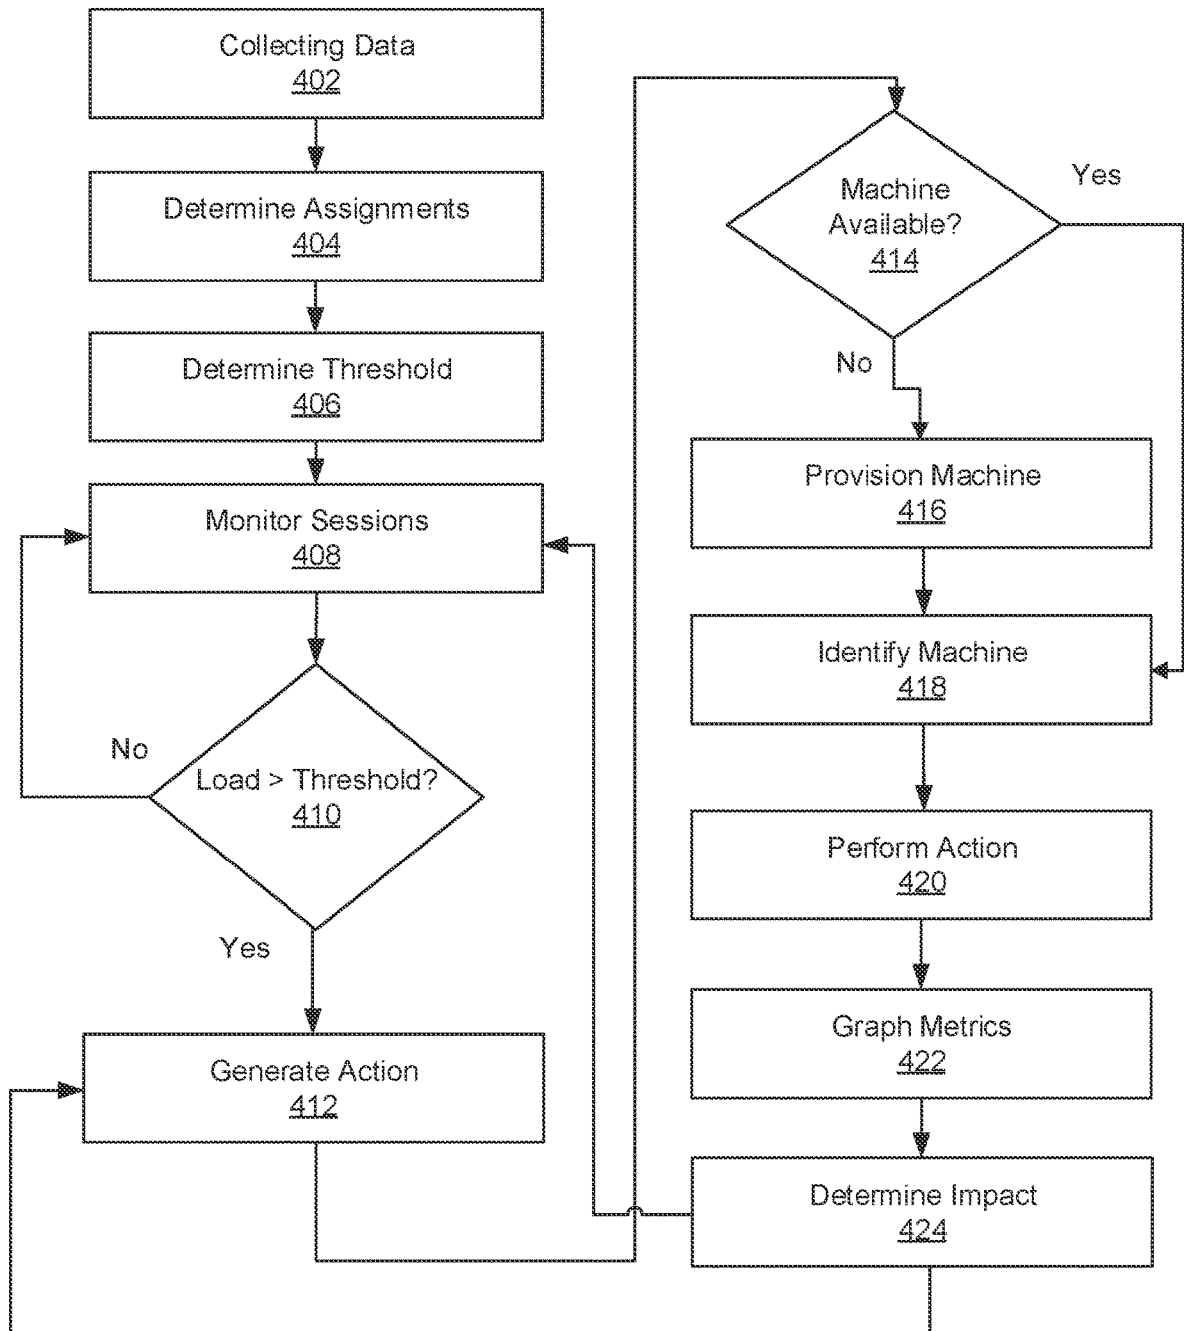 Collecting Data
402
Determine Assignments
404
Determine Threshold
406
Monitor Sessions
408
No
Load > Threshold?
410
Yes
Generate Action
412
Machine
Available?
414
Yes
No
Provision Machine
416
Identify Machine
418
Perform Action
420
Graph Metrics
422
Determine Impact
424